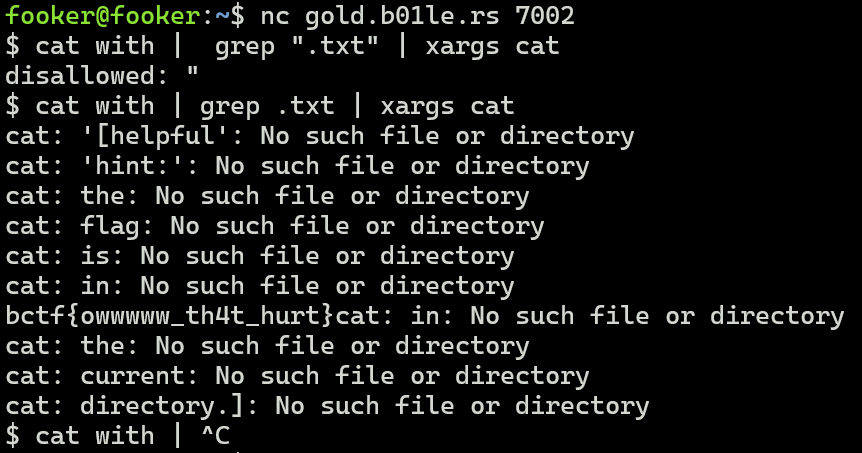 fooker@fooker:~$ nc gold.b01le.rs 7002
$ cat with |  grep ".txt" | xargs cat
disallowed: "
$ cat with | grep .txt | xargs cat
cat: '[helpful': No such file or directory
cat: 'hint:': No such file or directory
cat: the: No such file or directory
cat: flag: No such file or directory
cat: is: No such file or directory
cat: in: No such file or directory
bctf{owwwww_th4t_hurt}cat: in: No such file or directory
cat: the: No such file or directory
cat: current: No such file or directory
cat: directory.]: No such file or directory
$ cat with | ^C